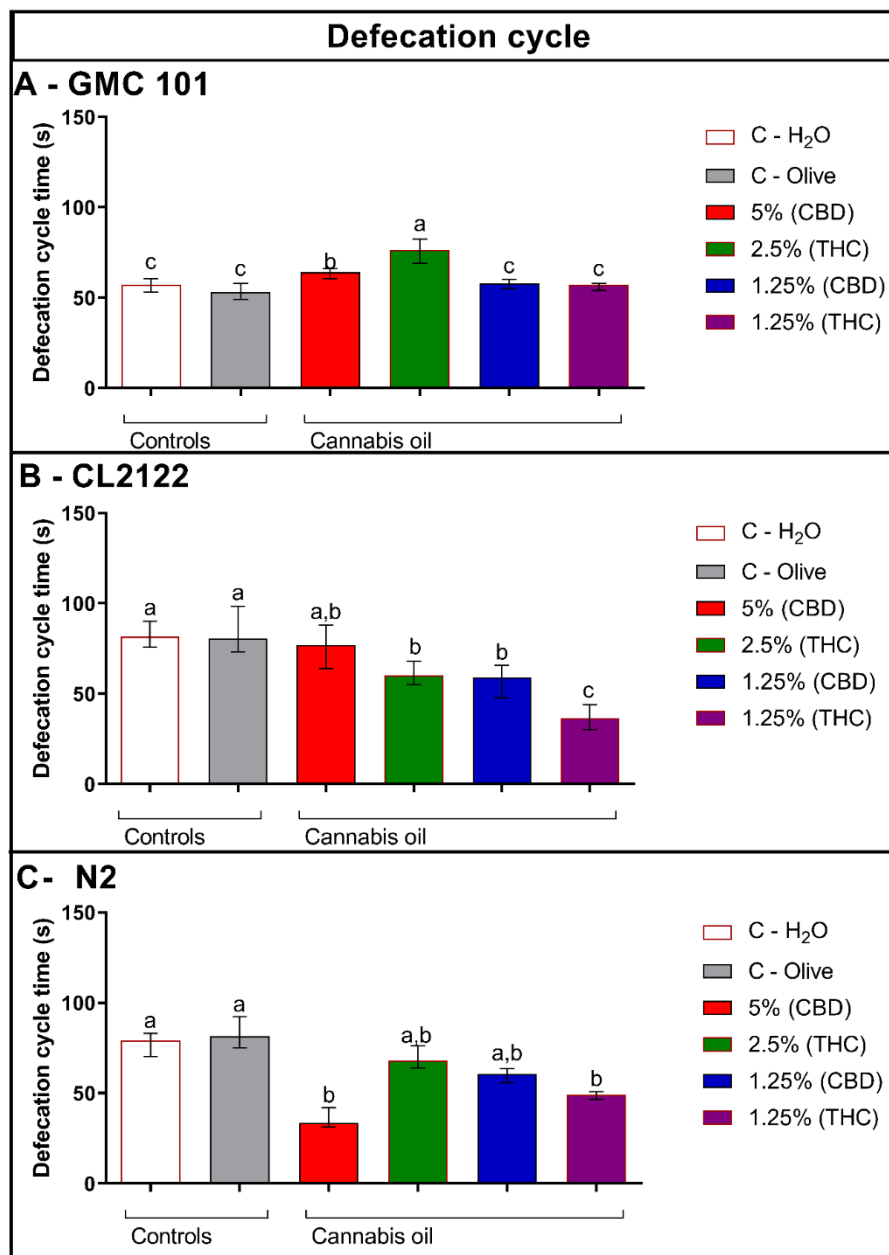 Defecation cycle
A - GMC 101
Defecation cycle time (s)
150
100
50
0
c
c
b
a
c
c
Controls
Cannabis oil
C - H₂O
C - Olive
5% (CBD)
2.5% (THC)
1.25% (CBD)
1.25% (THC)
B - CL2122
Defecation cycle time (s)
150
100
50
0
a
a
a,b
b
b
c
Controls
Cannabis oil
C - H₂O
C - Olive
5% (CBD)
2.5% (THC)
1.25% (CBD)
1.25% (THC)
C- N2
Defecation cycle time (s)
150
100
50
0
a
a
b
a,b
a,b
b
Controls
Cannabis oil
C - H₂O
C - Olive
5% (CBD)
2.5% (THC)
1.25% (CBD)
1.25% (THC)